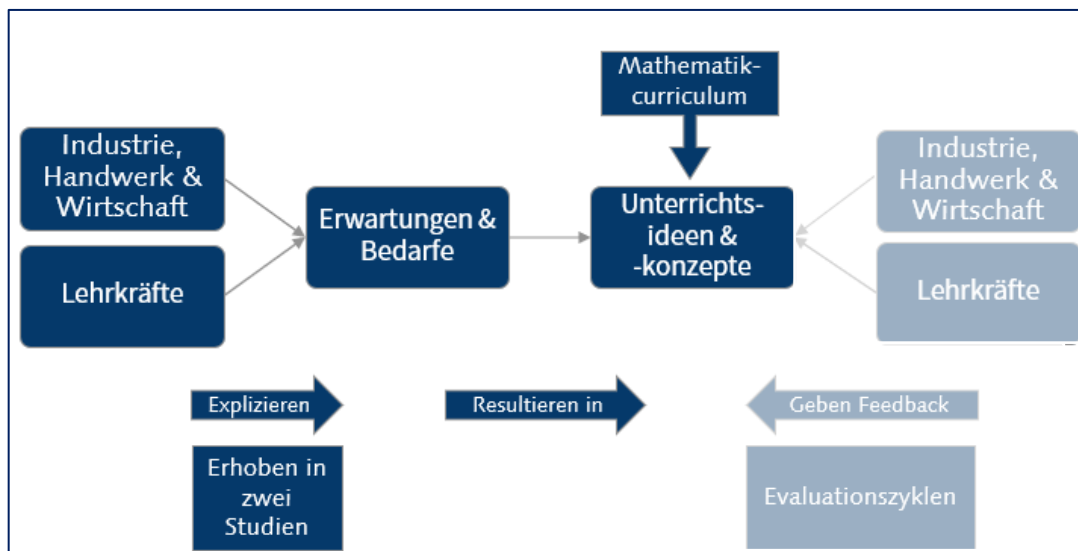 Mathematik-
curriculum
Industrie,
Handwerk &
Wirtschaft
Lehrkräfte
Erwartungen &
Bedarfe
Unterrichts-
ideen &
-konzepte
Industrie,
Handwerk &
Wirtschaft
Lehrkräfte
Explizieren
Resultieren in
Geben Feedback
Erhoben in
zwei
Studien
Evaluationszyklen